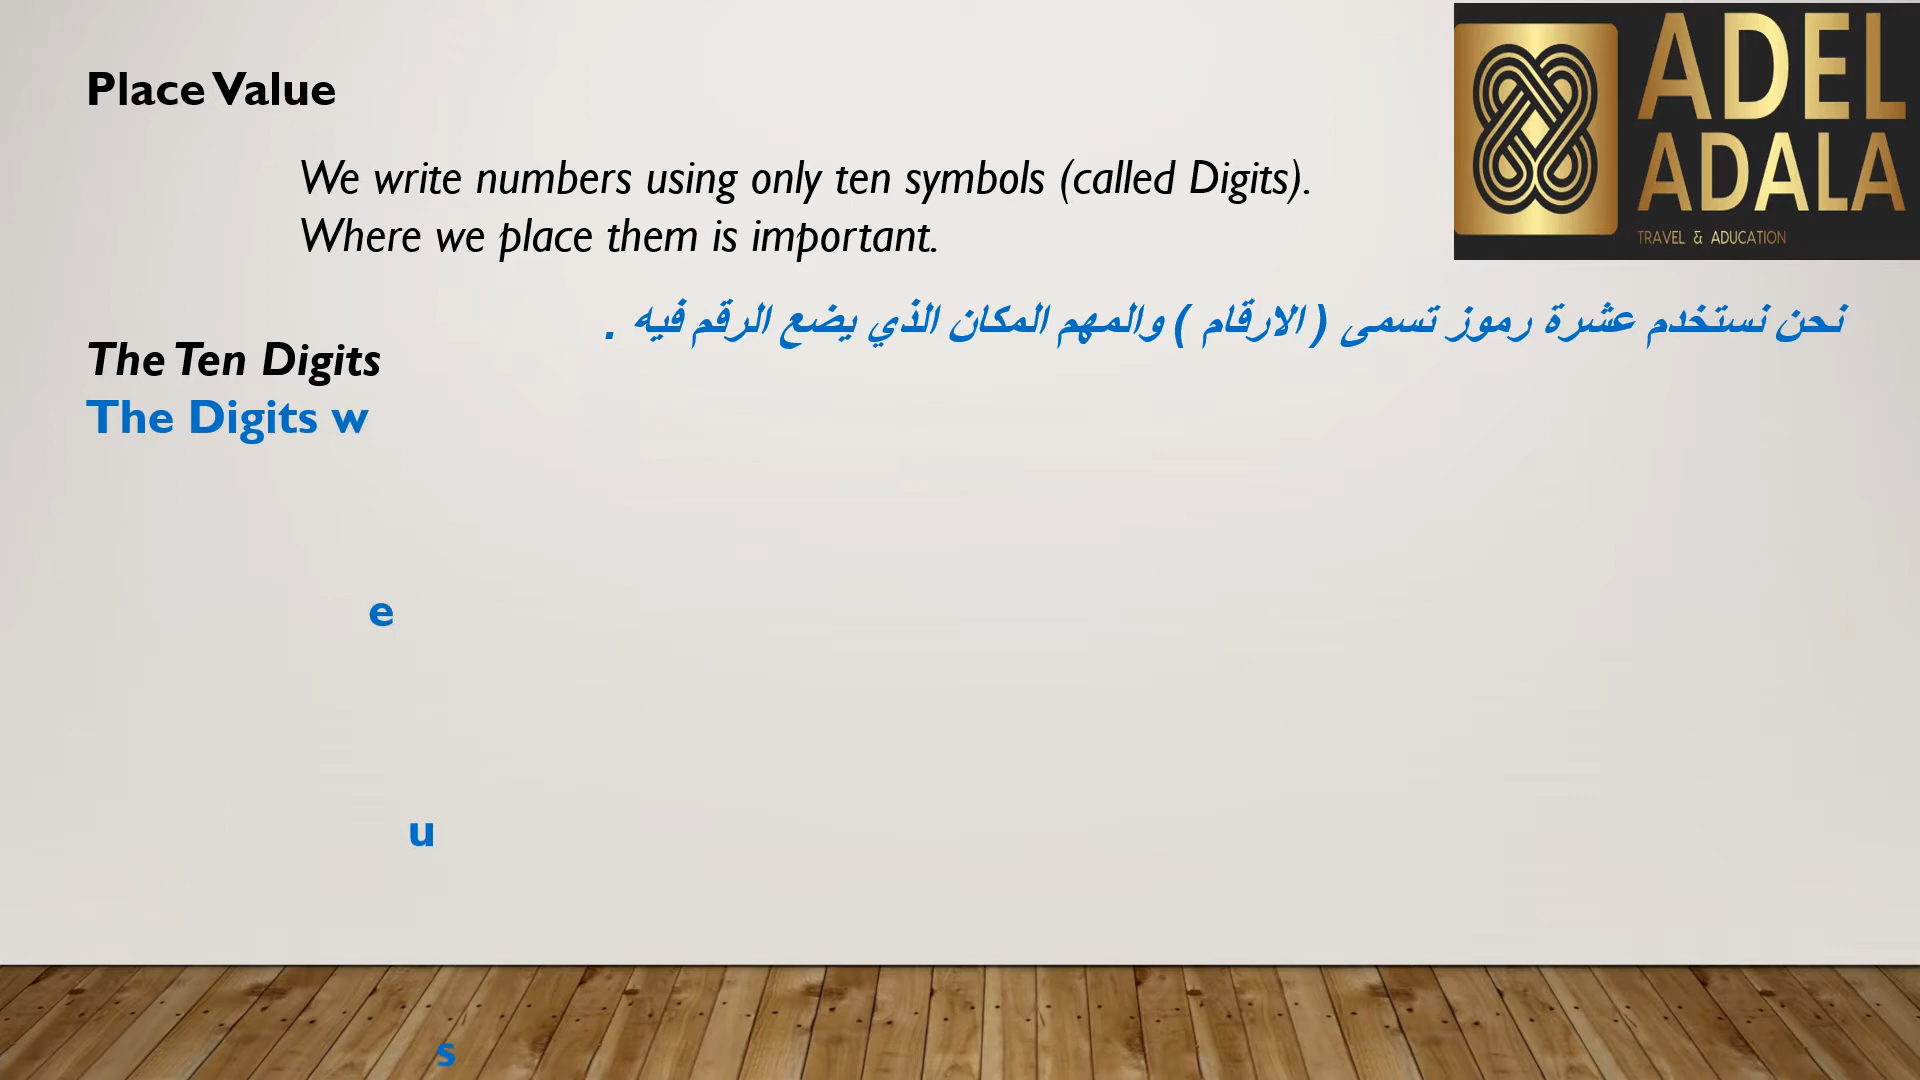 Place Value
ADEL
ADALA
TRAVEL & ADUCATION
We write numbers using only ten symbols (called Digits).
Where we place them is important.
نحن نستخدم عشرة رموز تسمى ( الارقام ) والمهم المكان الذي يضع الرقم فيه .
The Ten Digits
The Digits w
e
u
s